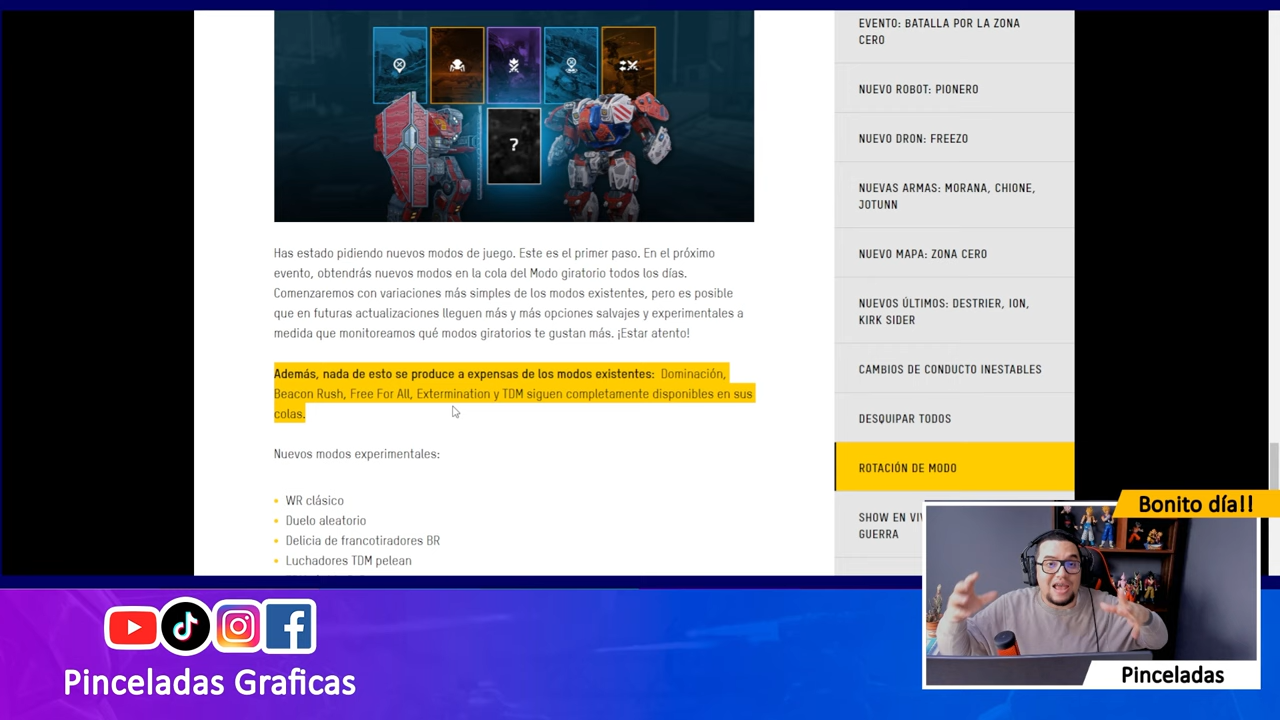 ?
Has estado pidiendo nuevos modos de juego. Este es el primer paso. En el próximo
evento, obtendrás nuevos modos en la cola del Modo giratorio todos los días.
Comenzaremos con variaciones más simples de los modos existentes, pero es posible
que en futuras actualizaciones lleguen más y más opciones salvajes y experimentales a
medida que monitoreamos qué modos giratorios te gustan más. ¡Estar atento!
Además, nada de esto se produce a expensas de los modos existentes: Dominación,
Beacon Rush, Free For All, Extermination y TDM siguen completamente disponibles en sus
colas.
Nuevos modos experimentales:
WR clásico
Duelo aleatorio
Delicia de francotiradores BR
Luchadores TDM pelean
EVENTO: BATALLA POR LA ZONA
CERO
NUEVO ROBOT: PIONERO
NUEVO DRON: FREEZO
NUEVAS ARMAS: MORANA, CHIONE,
JOTUNN
NUEVO MAPA: ZONA CERO
NUEVOS ÚLTIMOS: DESTRIER, ION,
KIRK SIDER
CAMBIOS DE CONDUCTO INESTABLES
DESQUIPAR TODOS
ROTACIÓN DE MODO
SHOW EN VI
GUERRA
Bonito día!!
Pinceladas
Pinceladas Graficas